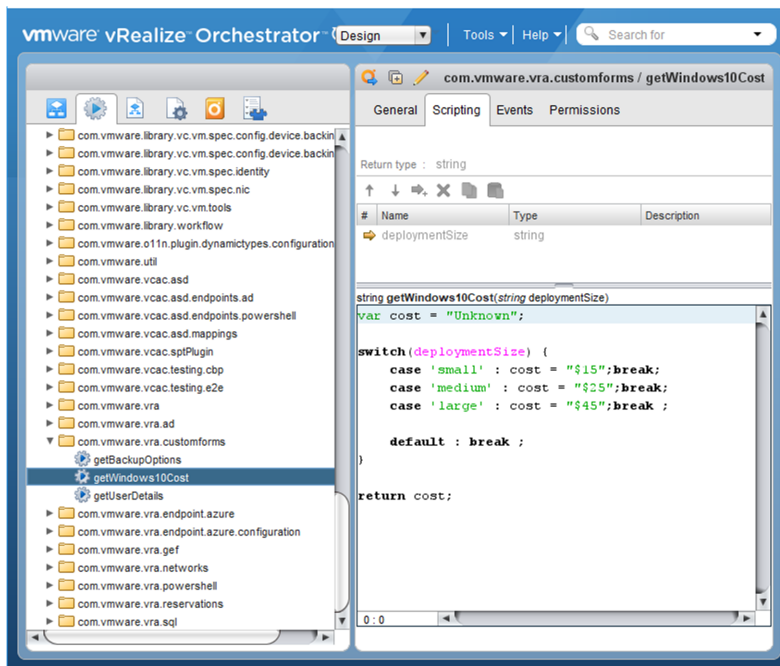 vmware vRealize Orchestrator Design Tools Help Search for
com.vmware.library.vc.vm.spec.config.device.backin
com.vmware.library.vc.vm.spec.config.device.backin
com.vmware.library.vc.vm.spec.identity
com.vmware.library.vc.vm.spec.nic
com.vmware.library.vc.vm.tools
com.vmware.library.workflow
com.vmware.o11n.plugin.dynamictypes.configuration
com.vmware.util
com.vmware.vcac.asd
com.vmware.vcac.asd.endpoints.ad
com.vmware.vcac.asd.endpoints.powershell
com.vmware.vcac.asd.mappings
com.vmware.vcac.sptPlugin
com.vmware.vcac.testing.cbp
com.vmware.vcac.testing.e2e
com.vmware.vra
com.vmware.vra.ad
com.vmware.vra.customforms
getBackupOptions
getWindows10Cost
getUserDetails
com.vmware.vra.endpoint.azure
com.vmware.vra.endpoint.azure.configuration
com.vmware.vra.gef
com.vmware.vra.networks
com.vmware.vra.powershell
com.vmware.vra.reservations
com.vmware.vra.sql
com.vmware.vra.customforms / getWindows10Cost
General Scripting Events Permissions
Return type : string
# Name Type Description
deploymentSize string
string getWindows10Cost(string deploymentSize)
var cost = "Unknown";
switch(deploymentSize) {
case 'small' : cost = "$15";break;
case 'medium' : cost = "$25";break;
case 'large' : cost = "$45";break ;
default : break ;
}
return cost;
0 : 0